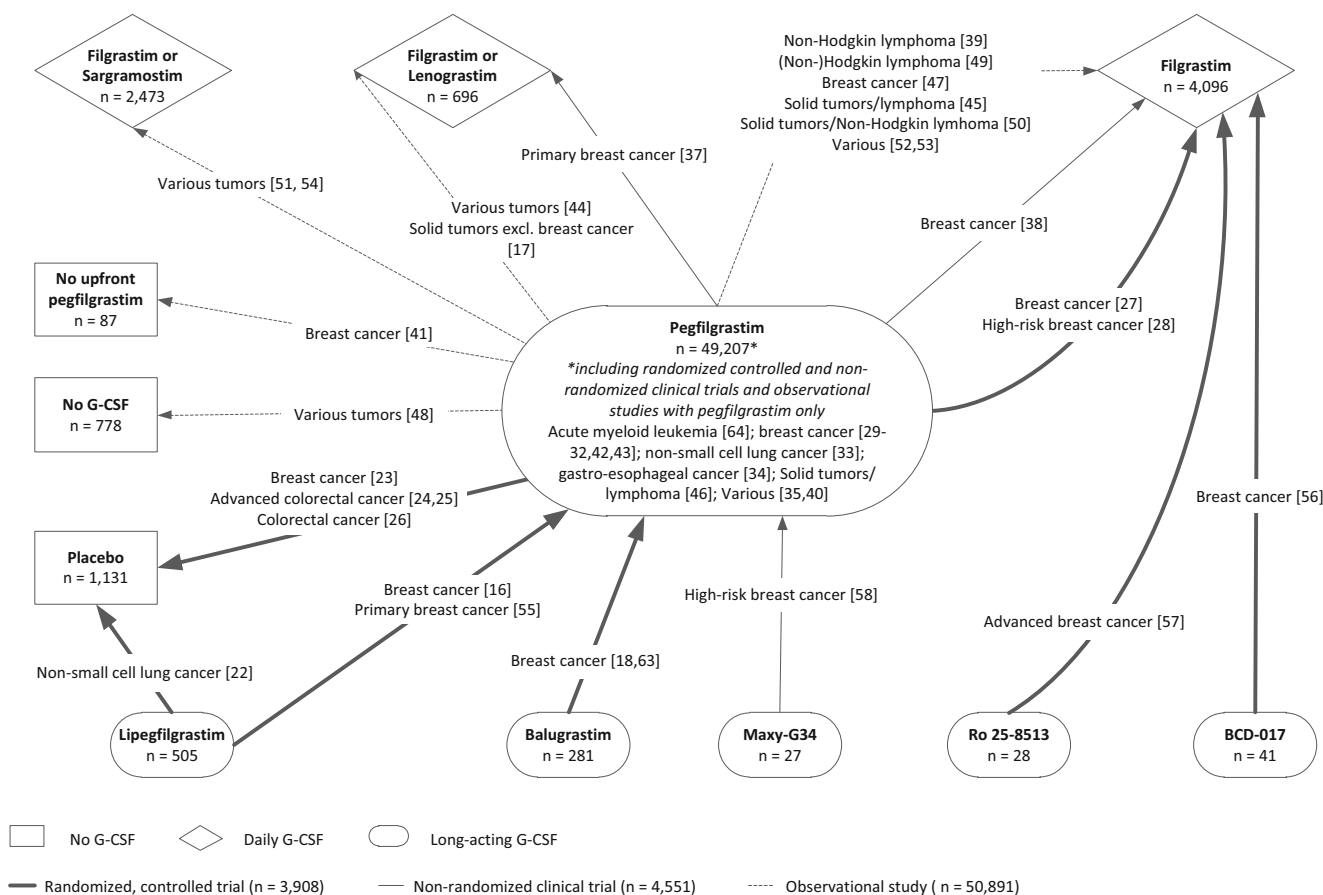 Filgrastim or
Sargramostim
n = 2,473
Filgrastim or
Lenograstim
n = 696
Non-Hodgkin lymphoma [39]
(Non-)Hodgkin lymphoma [49]
Breast cancer [47]
Solid tumors/lymphoma [45]
Solid tumors/Non-Hodgkin lymhoma [50]
Various [52,53]
Filgrastim
n = 4,096
Primary breast cancer [37]
Various tumors [51, 54]
Various tumors [44]
Solid tumors excl. breast cancer
[17]
Breast cancer [38]
No upfront
pegfilgrastim
n = 87
Breast cancer [41]
Breast cancer [27]
High-risk breast cancer [28]
Pegfilgrastim
n = 49,207*
*including randomized controlled and non-
randomized clinical trials and observational
studies with pegfilgrastim only
Acute myeloid leukemia [64]; breast cancer [29-
32,42,43]; non-small cell lung cancer [33];
gastro-esophageal cancer [34]; Solid tumors/
lymphoma [46]; Various [35,40]
No G-CSF
n = 778
Various tumors [48]
Breast cancer [23]
Advanced colorectal cancer [24,25]
Colorectal cancer [26]
Breast cancer [56]
Placebo
n = 1,131
Breast cancer [16]
Primary breast cancer [55]
High-risk breast cancer [58]
Advanced breast cancer [57]
Non-small cell lung cancer [22]
Breast cancer [18,63]
Lipegfilgrastim
n = 505
Balugrastim
n = 281
Maxy-G34
n = 27
Ro 25-8513
n = 28
BCD-017
n = 41
No G-CSF
Daily G-CSF
Long-acting G-CSF
Randomized, controlled trial (n = 3,908)
Non-randomized clinical trial (n = 4,551)
Observational study ( n = 50,891)